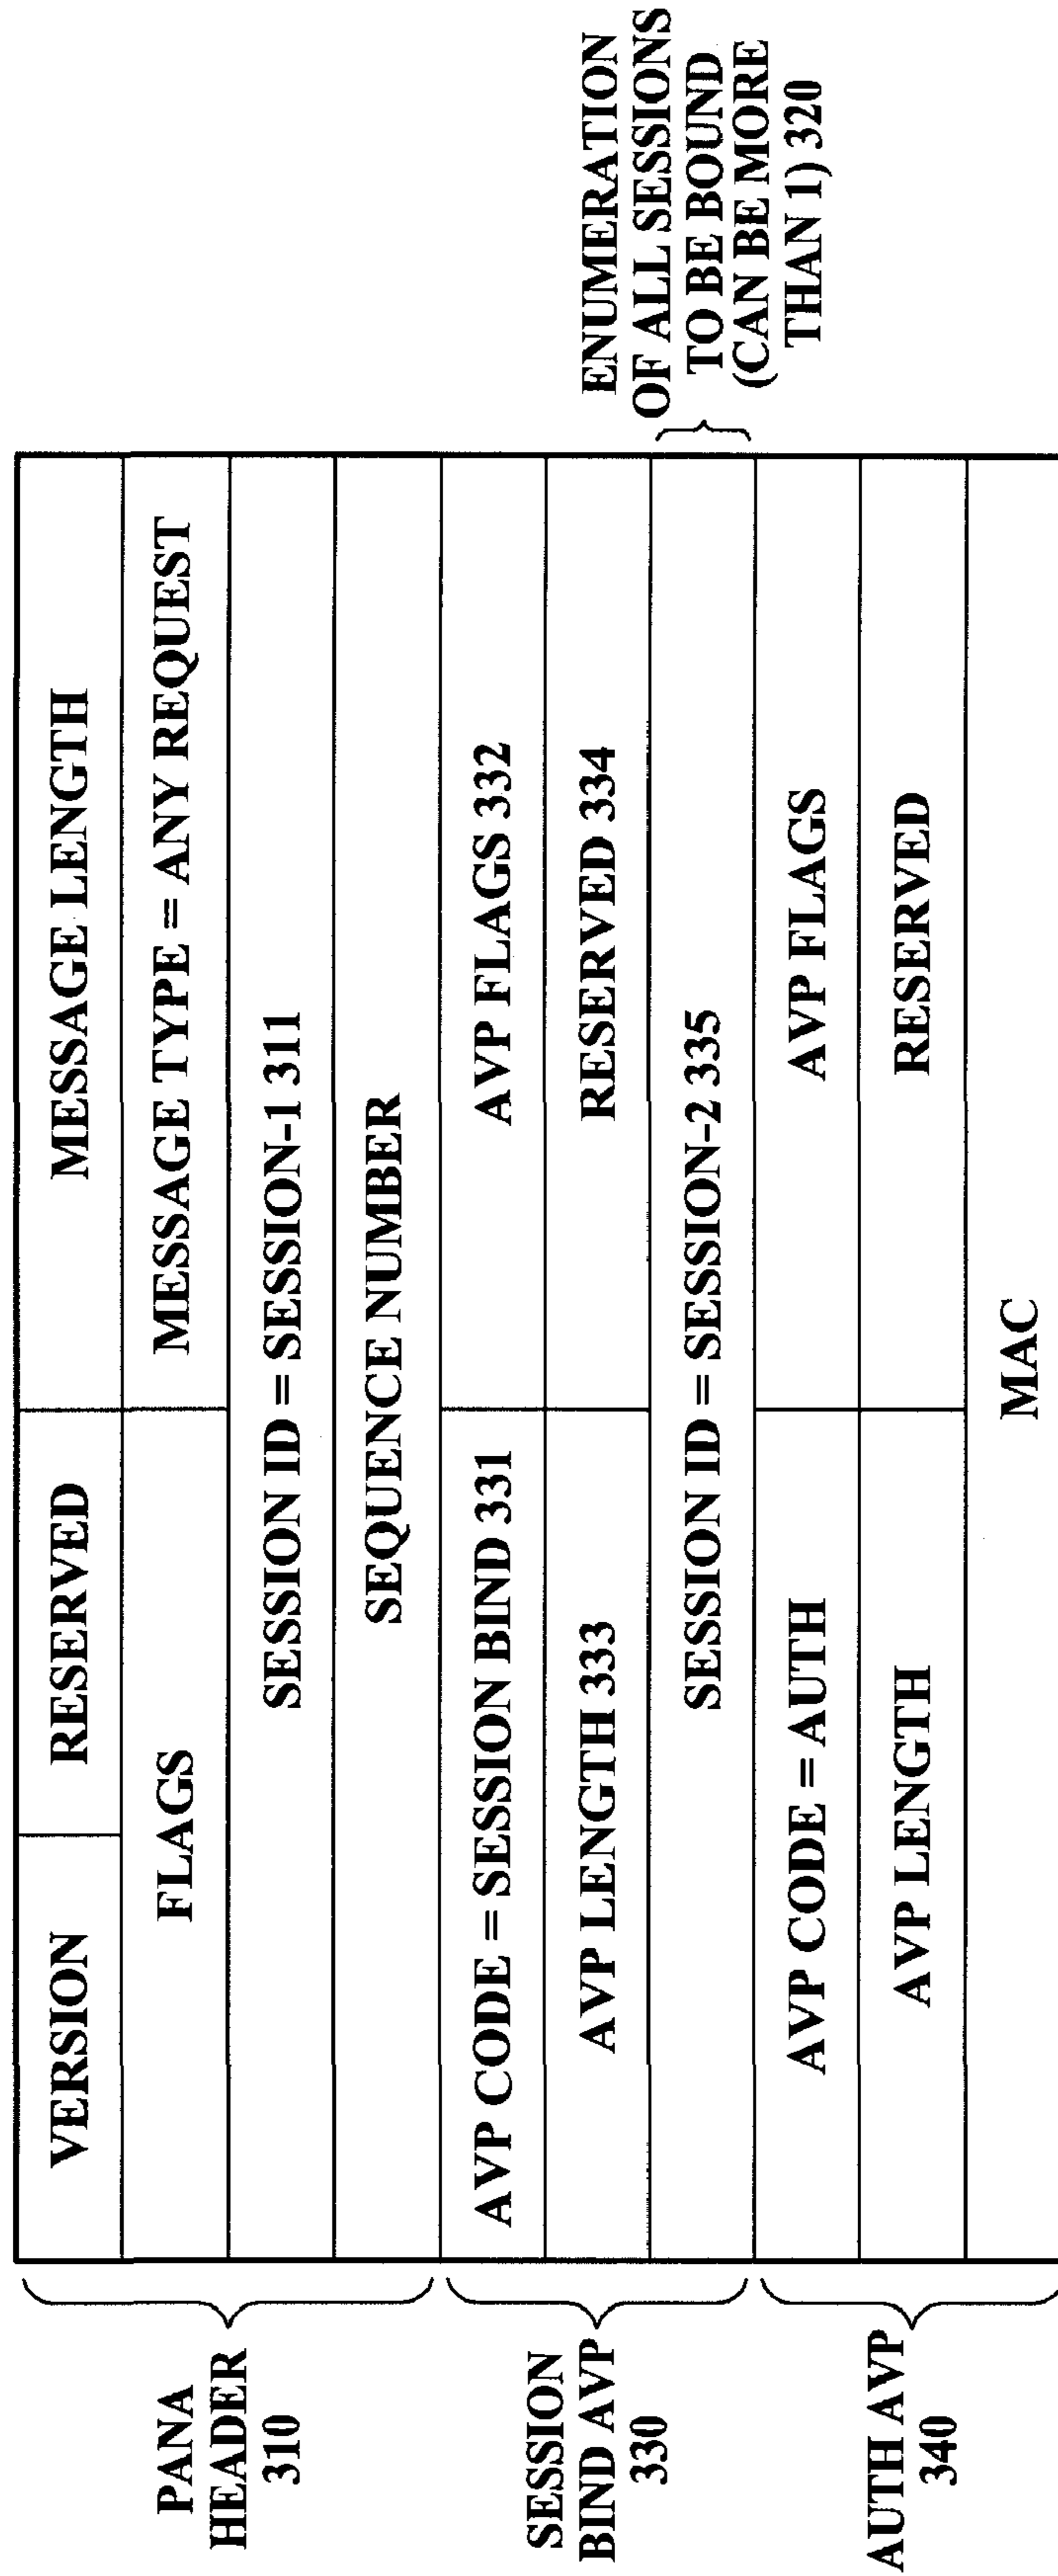 PANA
HEADER
310
VERSION
RESERVED
MESSAGE LENGTH
FLAGS
MESSAGE TYPE = ANY REQUEST
SESSION ID = SESSION-1 311
SEQUENCE NUMBER
SESSION
BIND AVP
330
AVP CODE = SESSION BIND 331
AVP FLAGS 332
AVP LENGTH 333
RESERVED 334
SESSION ID = SESSION-2 335
ENUMERATION
OF ALL SESSIONS
TO BE BOUND
(CAN BE MORE
THAN 1) 320
AUTH AVP
340
AVP CODE = AUTH
AVP FLAGS
AVP LENGTH
RESERVED
MAC